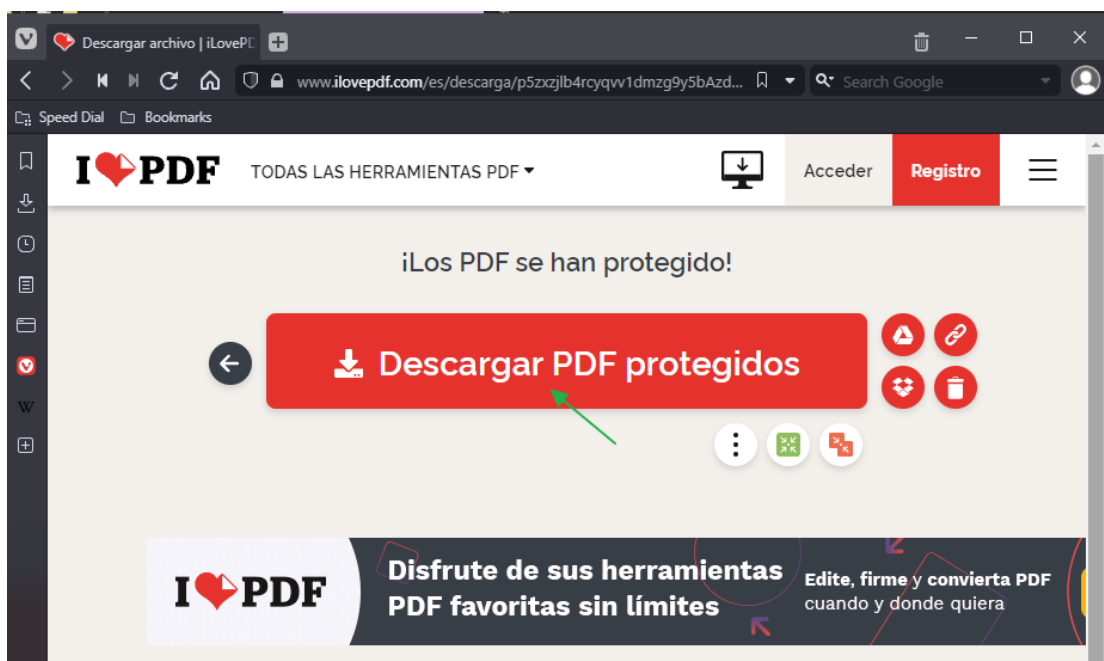 Descargar archivo | iLovePD
www.ilovepdf.com/es/descarga/p5zxzjlb4rcyqvv1dmzg9y5bAzd...
Search Google
Speed Dial
Bookmarks
I PDF
TODAS LAS HERRAMIENTAS PDF
Acceder
Registro
¡Los PDF se han protegido!
Descargar PDF protegidos
W
I PDF
Disfrute de sus herramientas
PDF favoritas sin límites
Edite, firme y convierta PDF
cuando y donde quiera